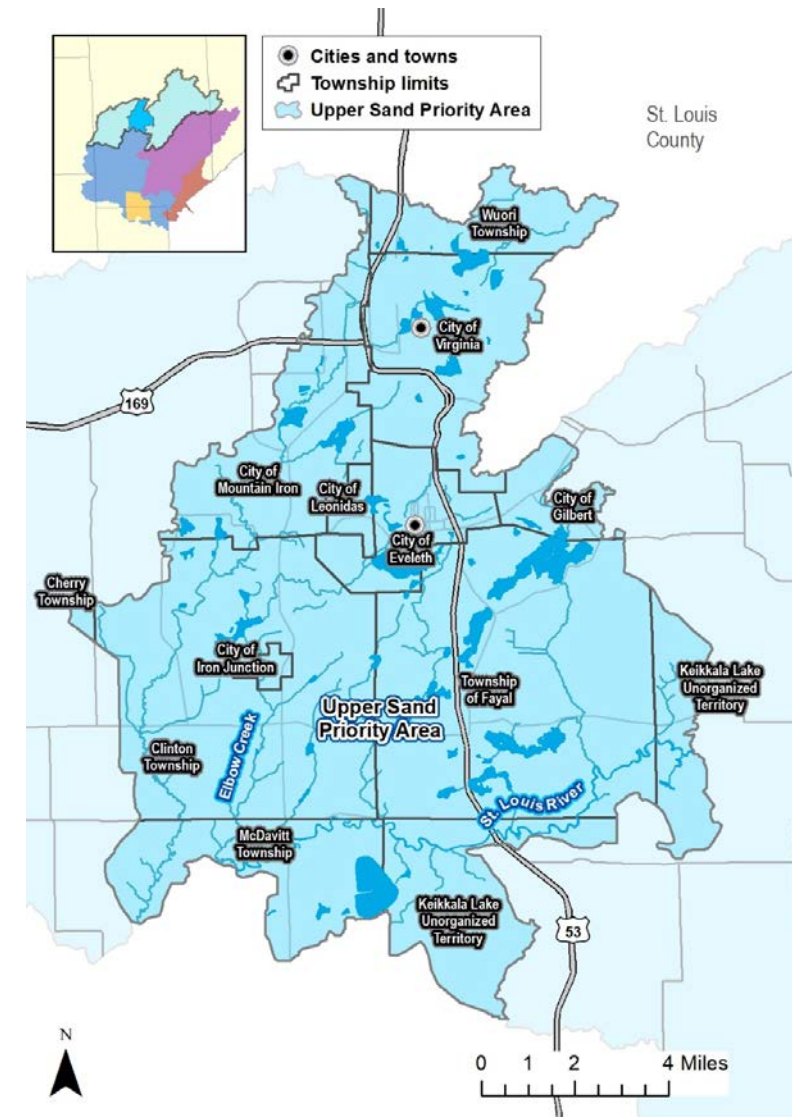 Cities and towns
Township limits
Upper Sand Priority Area
St. Louis
County
Wuori
Township
City of
Virginia
169
City of
Mountain Iron
City of
Leonidas
City of
Gilbert
City of
Eveleth
Cherry
Township
City of
Iron Junction
Township
of Fayal
Keikkala Lake
Unorganized
Territory
Upper Sand
Priority Area
Clinton
Township
Elbow Creek
St. Louis River
McDavitt
Township
Keikkala Lake
Unorganized
Territory
53
N
0 1 2 4 Miles